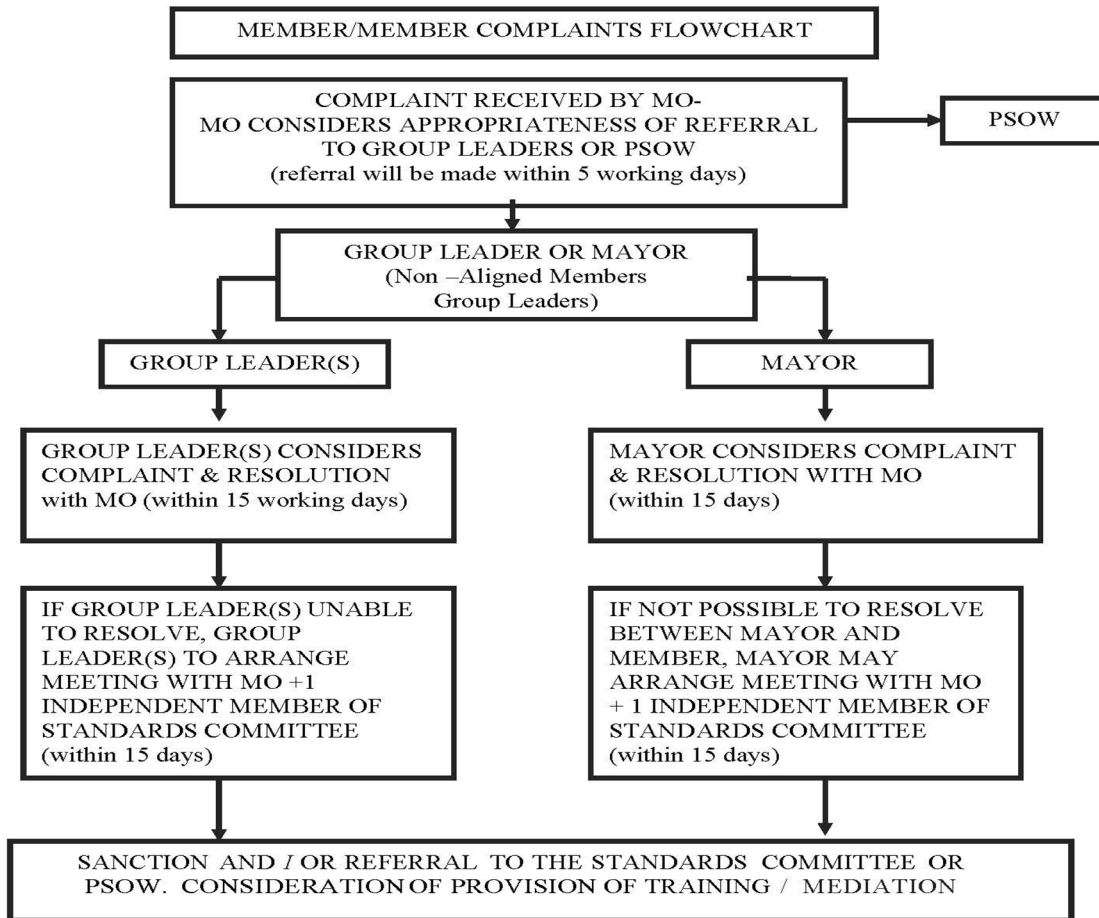 MEMBER/MEMBER COMPLAINTS FLOWCHART
COMPLAINT RECEIVED BY MO-
MO CONSIDERS APPROPRIATENESS OF REFERRAL
TO GROUP LEADERS OR PSOW
(referral will be made within 5 working days)
PSOW
GROUP LEADER OR MAYOR
(Non –Aligned Members
Group Leaders)
GROUP LEADER(S)
MAYOR
GROUP LEADER(S) CONSIDERS
COMPLAINT & RESOLUTION
with MO (within 15 working days)
MAYOR CONSIDERS COMPLAINT
& RESOLUTION WITH MO
(within 15 days)
IF GROUP LEADER(S) UNABLE
TO RESOLVE, GROUP
LEADER(S) TO ARRANGE
MEETING WITH MO +1
INDEPENDENT MEMBER OF
STANDARDS COMMITTEE
(within 15 days)
IF NOT POSSIBLE TO RESOLVE
BETWEEN MAYOR AND
MEMBER, MAYOR MAY
ARRANGE MEETING WITH MO
+ 1 INDEPENDENT MEMBER OF
STANDARDS COMMITTEE
(within 15 days)
SANCTION AND I OR REFERRAL TO THE STANDARDS COMMITTEE OR
PSOW. CONSIDERATION OF PROVISION OF TRAINING / MEDIATION